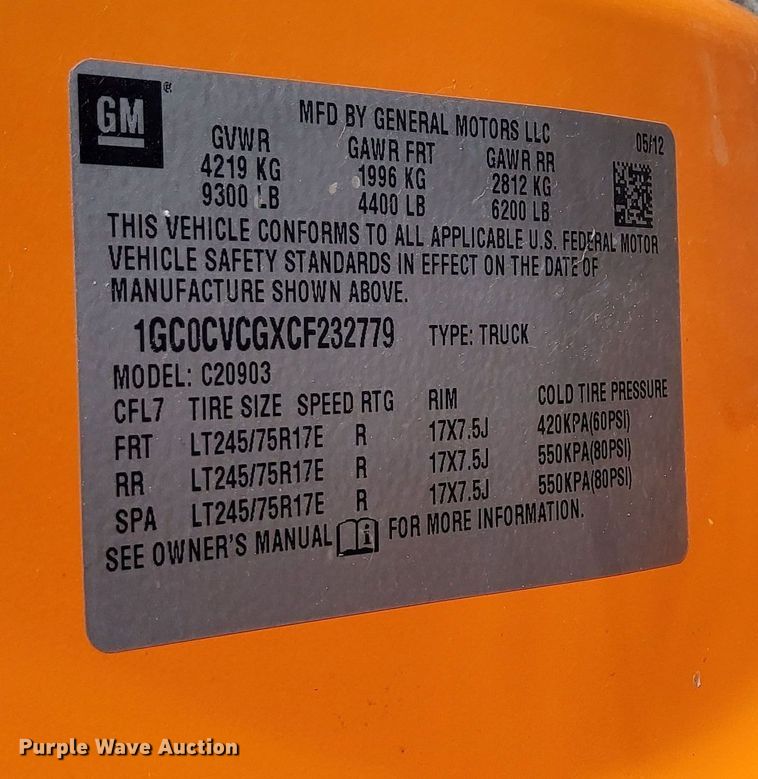 GM
MFD BY GENERAL MOTORS LLC 05/12
GVWR GAWR FRT GAWR RR
4219 KG 1996 KG 2812 KG
9300 LB 4400 LB 6200 LB
THIS VEHICLE CONFORMS TO ALL APPLICABLE U.S. FEDERAL MOTOR
VEHICLE SAFETY STANDARDS IN EFFECT ON THE DATE OF
MANUFACTURE SHOWN ABOVE.
1GC0CVCGXCF232779 TYPE: TRUCK
MODEL: C20903
CFL7 TIRE SIZE SPEED RTG RIM COLD TIRE PRESSURE
FRT LT245/75R17E R 17X7.5J 420KPA(60PSI)
RR LT245/75R17E R 17X7.5J 550KPA(80PSI)
SPA LT245/75R17E R 17X7.5J 550KPA(80PSI)
SEE OWNER'S MANUAL i FOR MORE INFORMATION.
Purple Wave Auction